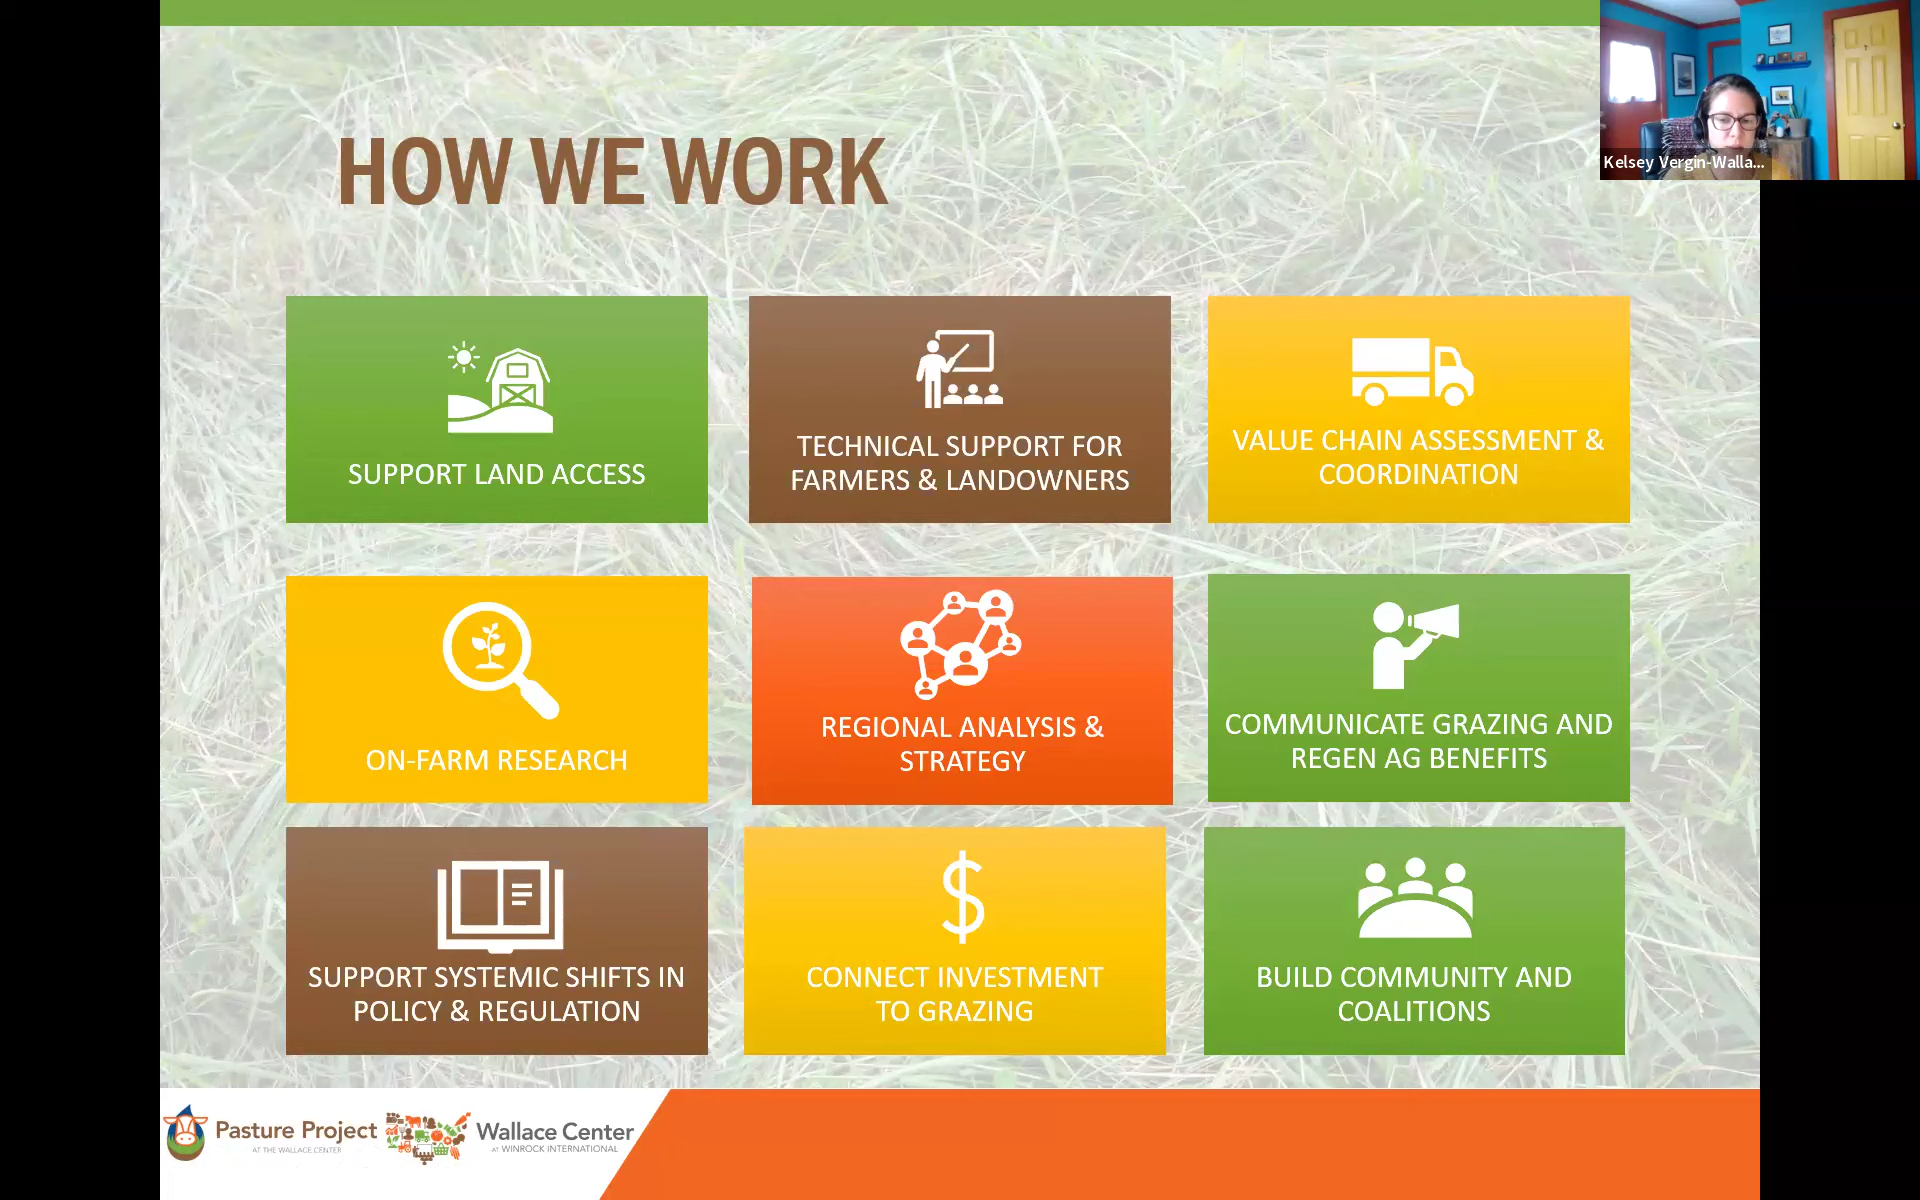 Kelsey Vergin-Walla...
HOW WE WORK
SUPPORT LAND ACCESS
TECHNICAL SUPPORT FOR
FARMERS & LANDOWNERS
VALUE CHAIN ASSESSMENT &
COORDINATION
ON-FARM RESEARCH
REGIONAL ANALYSIS &
STRATEGY
COMMUNICATE GRAZING AND
REGEN AG BENEFITS
SUPPORT SYSTEMIC SHIFTS IN
POLICY & REGULATION
CONNECT INVESTMENT
TO GRAZING
BUILD COMMUNITY AND
COALITIONS
Pasture Project
AT THE WALLACE CENTER
Wallace Center
AT WINROCK INTERNATIONAL